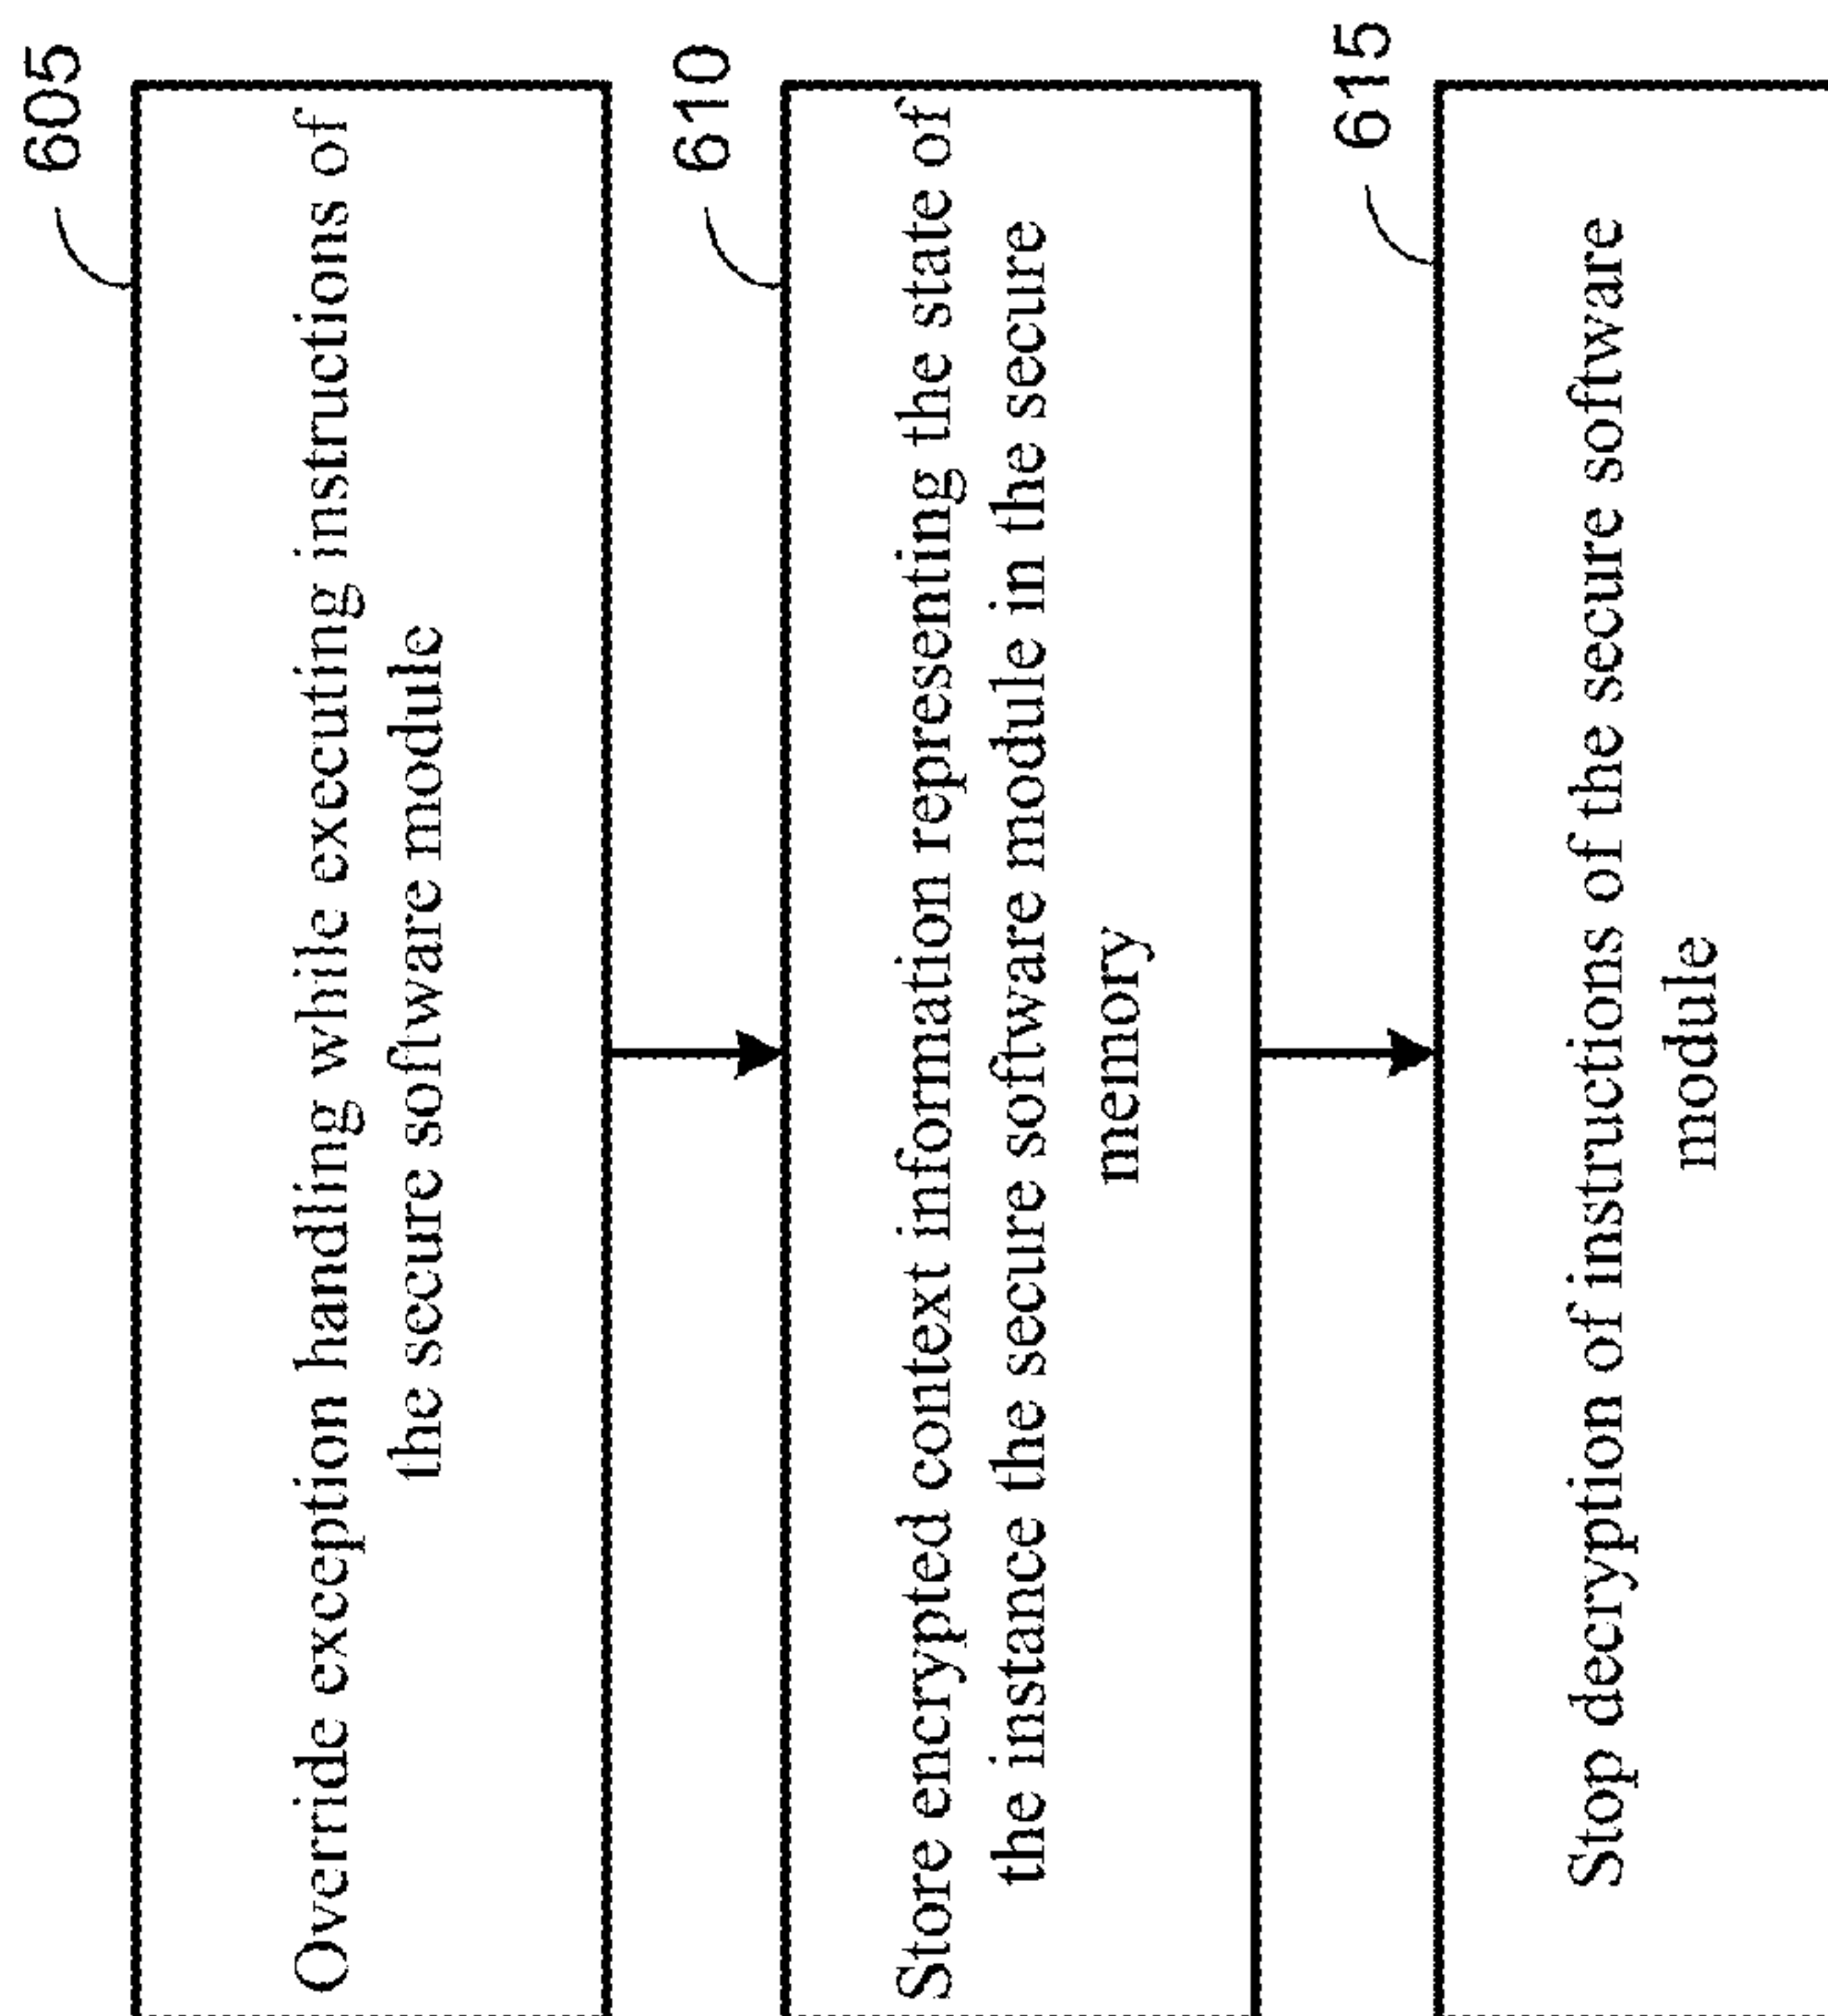 605
Override exception handling while executing instructions of
the secure software module
610
Store encrypted context information representing the state of
the instance the secure software module in the secure
memory
615
Stop decryption of instructions of the secure software
module